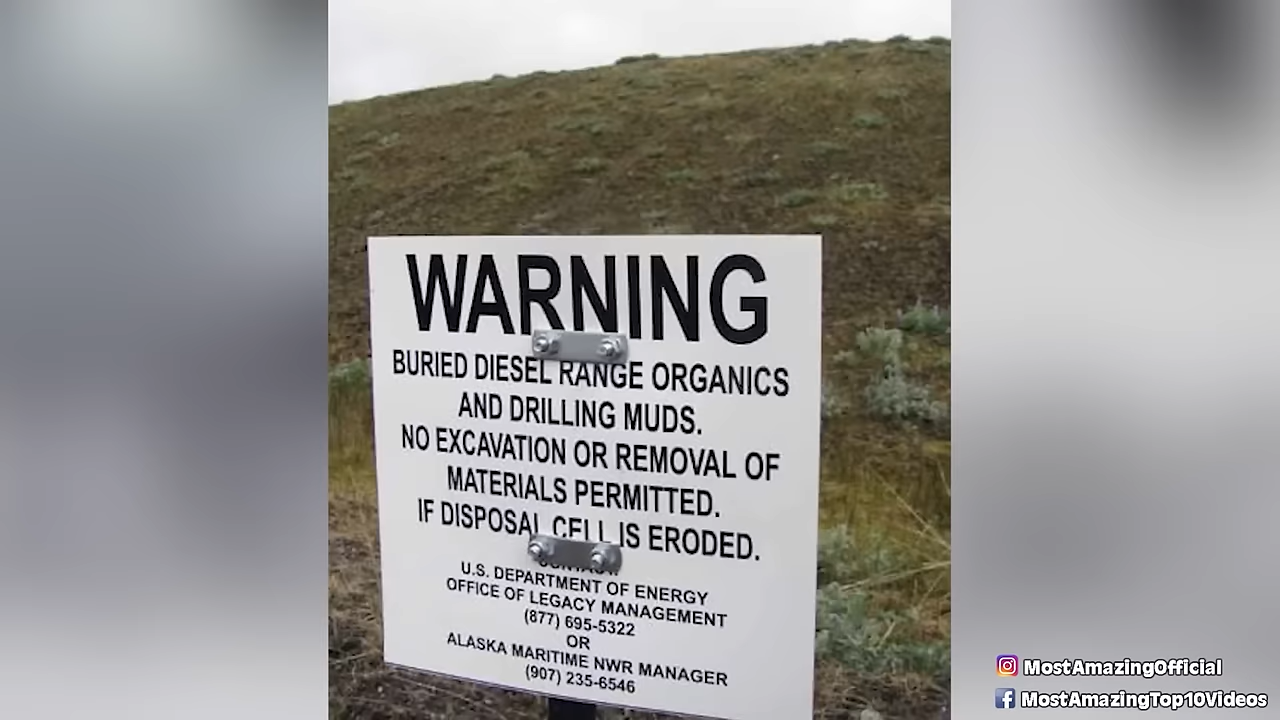 WARNING
BURIED DIESEL RANGE ORGANICS
AND DRILLING MUDS.
NO EXCAVATION OR REMOVAL OF
MATERIALS PERMITTED.
IF DISPOSAL CELL IS ERODED.
U.S. DEPARTMENT OF ENERGY
OFFICE OF LEGACY MANAGEMENT
(877) 695-5322
OR
ALASKA MARITIME NWR MANAGER
(907) 235-6546
MostAmazingOfficial
MostAmazingTop10Videos